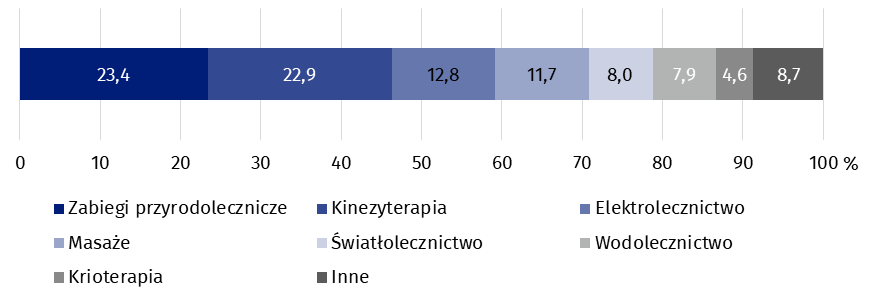 23,4 22,9 12,8 11,7 8,0 7,9 4,6 8,7
0 10 20 30 40 50 60 70 80 90 100 %
Zabiegi przyrodolecznicze Kinezyterapia Elektrolecznictwo
Masaże Światłolecznictwo Wodolecznictwo
Krioterapia Inne